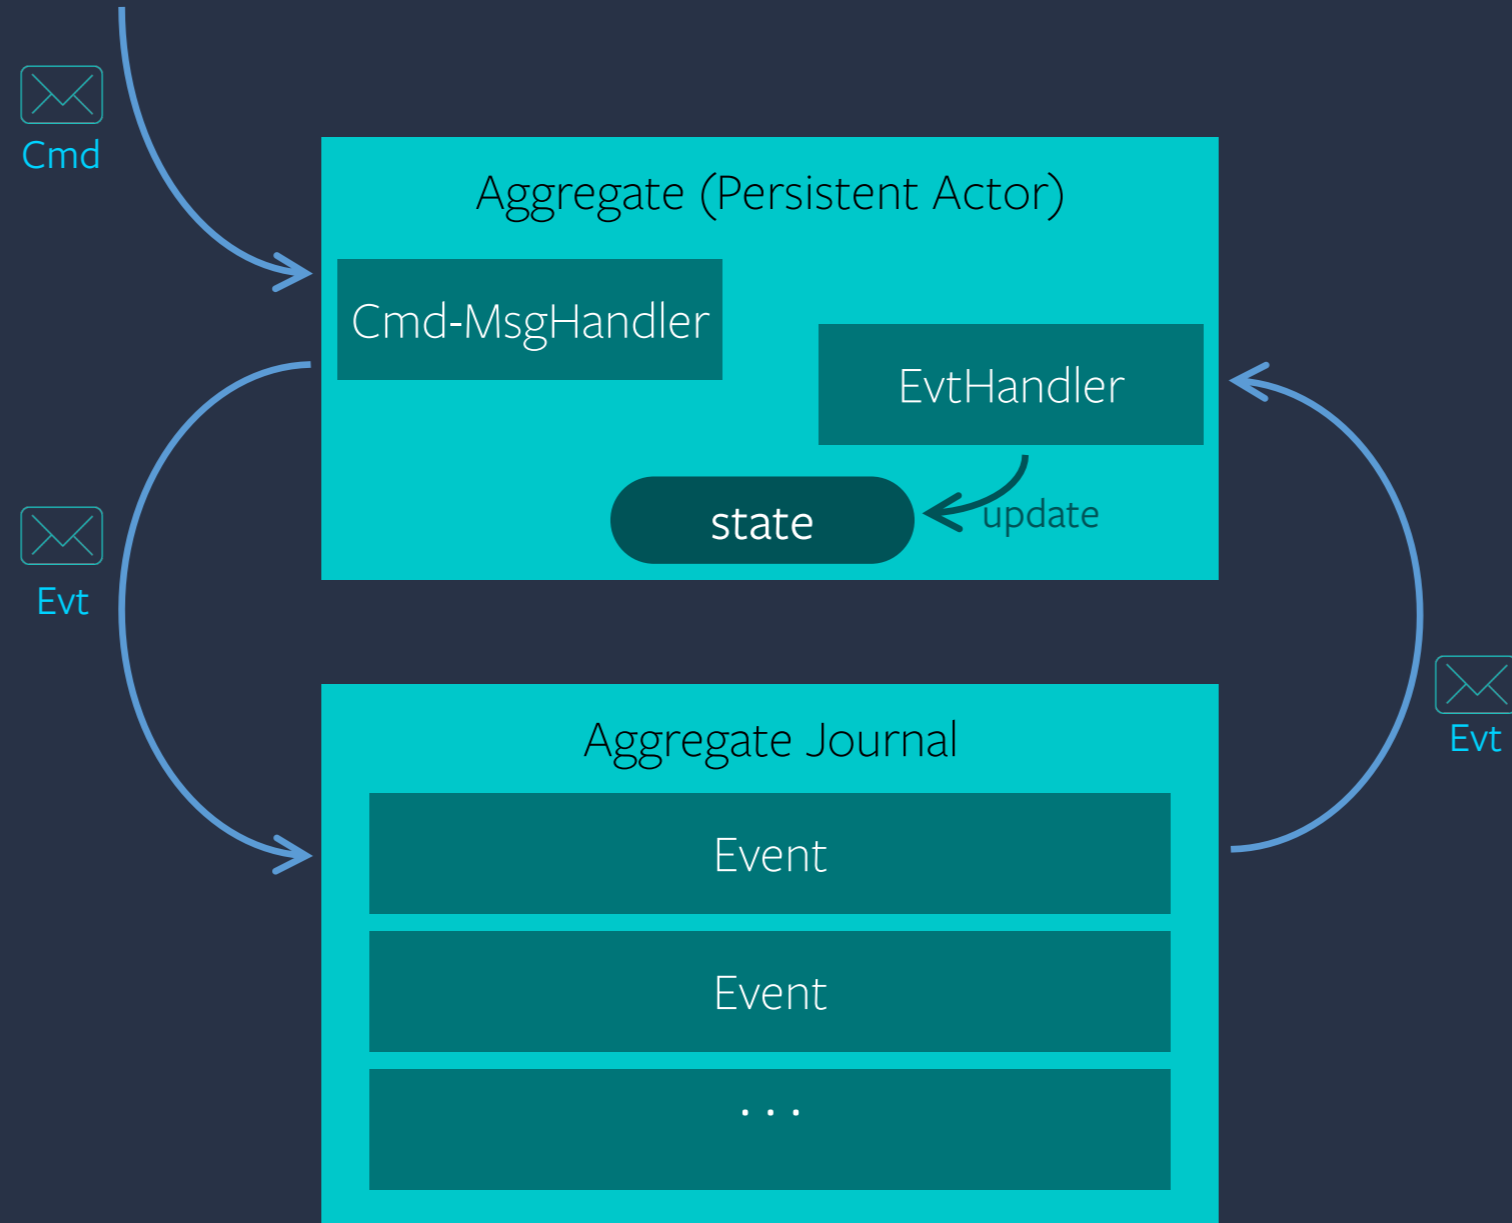 Cmd
Aggregate (Persistent Actor)
Cmd-MsgHandler
EvtHandler
state
update
Evt
Aggregate Journal
Evt
Event
Event
...